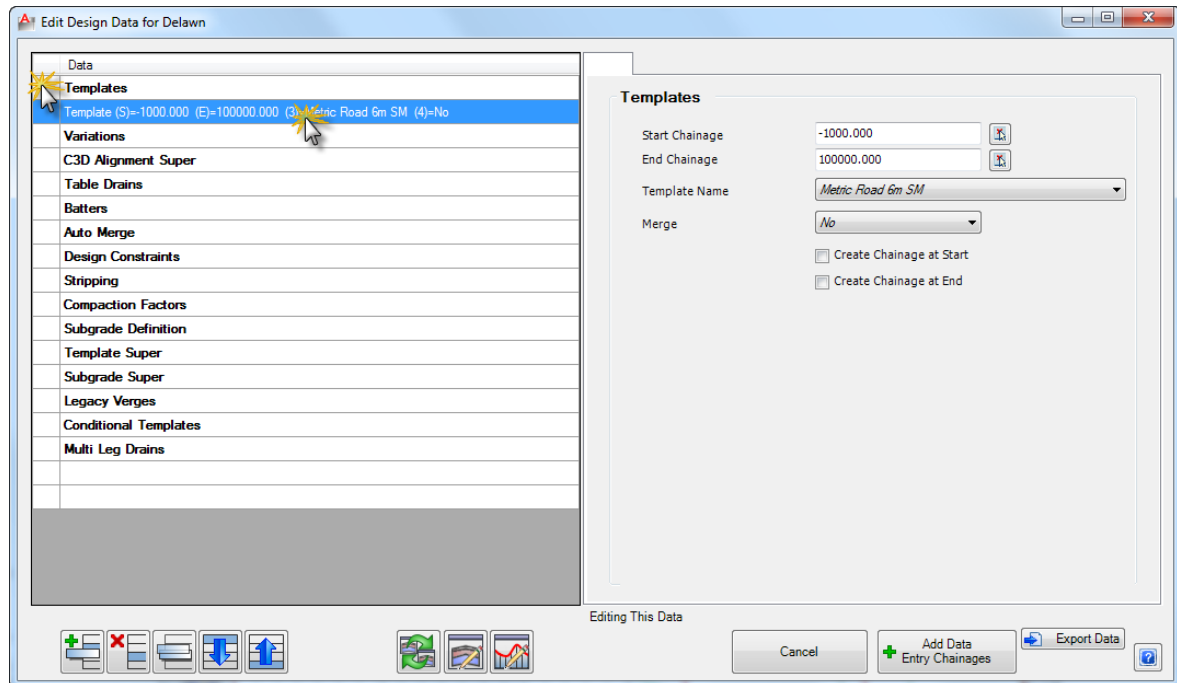 Edit Design Data for Delawn
Data
Templates
Template (S)=-1000.000 (E)=100000.000 (3)=Metric Road 6m SM (4)=No
Variations
C3D Alignment Super
Table Drains
Batters
Auto Merge
Design Constraints
Stripping
Compaction Factors
Subgrade Definition
Template Super
Subgrade Super
Legacy Verges
Conditional Templates
Multi Leg Drains
Templates
Start Chainage -1000.000
End Chainage 100000.000
Template Name Metric Road 6m SM
Merge No
Create Chainage at Start
Create Chainage at End
Editing This Data
Cancel
Add Data
Entry Chainages
Export Data